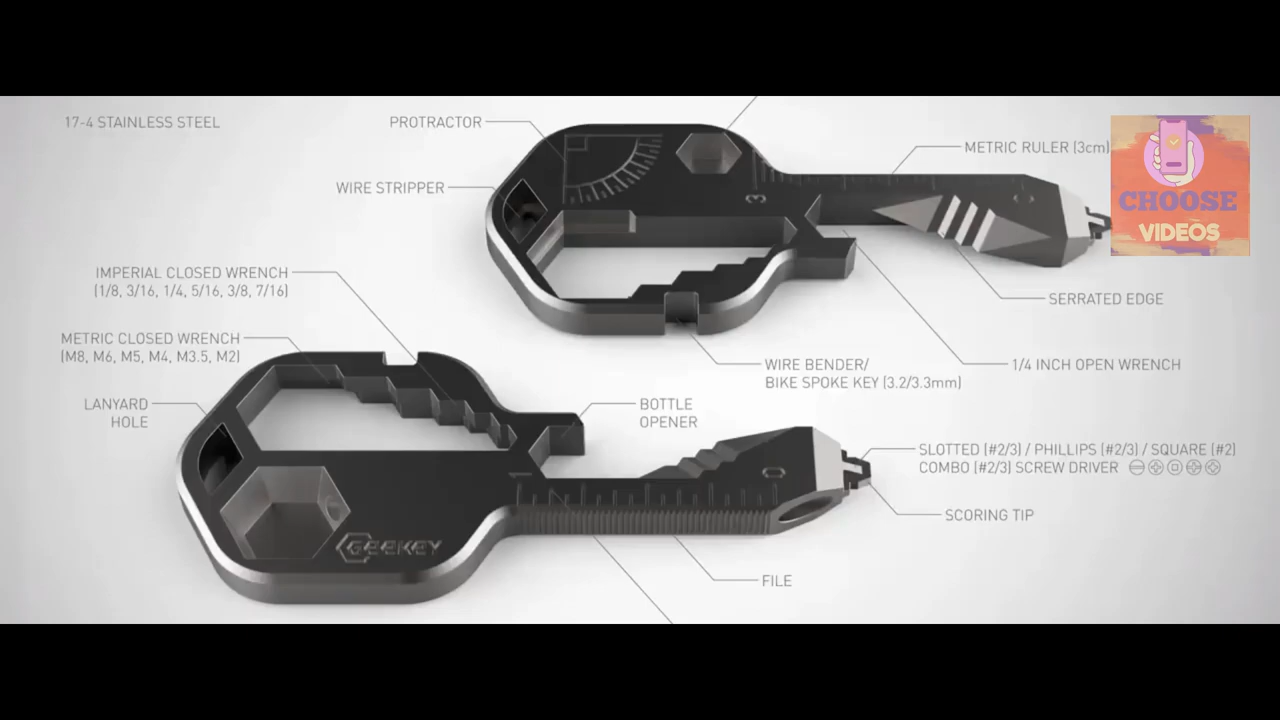 17-4 STAINLESS STEEL
PROTRACTOR
METRIC RULER (3cm)
WIRE STRIPPER
3
CHOOSE
VIDEOS
IMPERIAL CLOSED WRENCH
(1/8, 3/16, 1/4, 5/16, 3/8, 7/16)
SERRATED EDGE
METRIC CLOSED WRENCH
(M8, M6, M5, M4, M3.5, M2)
WIRE BENDER/
BIKE SPOKE KEY (3.2/3.3mm)
1/4 INCH OPEN WRENCH
LANYARD
HOLE
BOTTLE
OPENER
SLOTTED (#2/3) / PHILLIPS (#2/3) / SQUARE (#2)
COMBO (#2/3) SCREW DRIVER
1
0
SCORING TIP
GEEKEY
FILE